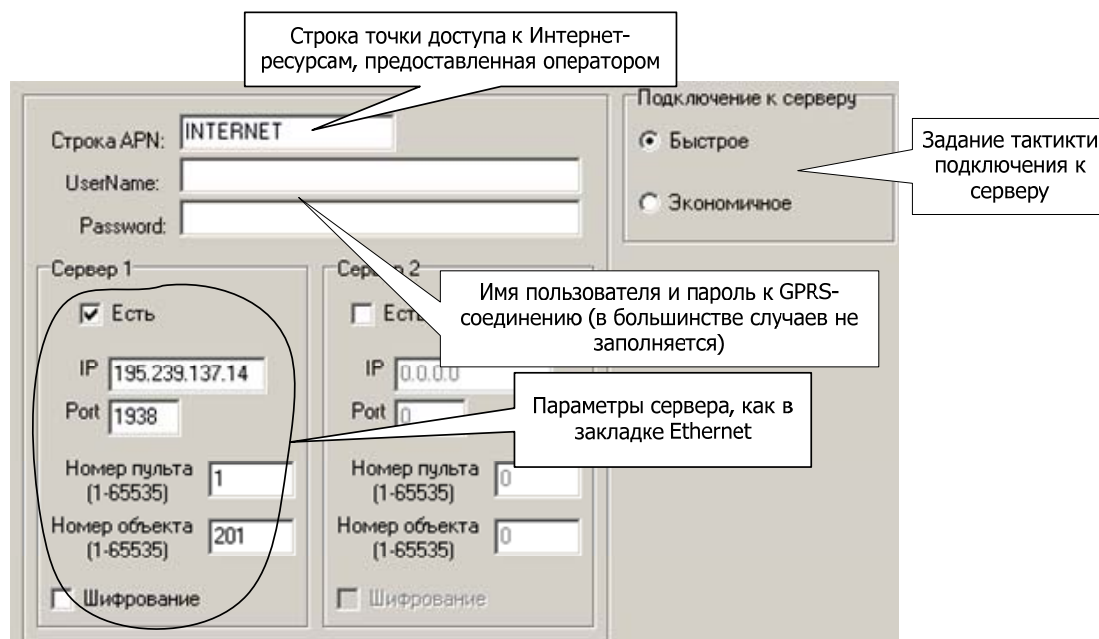 Строка точки доступа к Интернет-
ресурсам, предоставленная оператором
Строка APN:
INTERNET
UserName:
Password:
Подключение к серверу
Быстрое
Экономичное
Задание тактикти
подключения к
серверу
Сервер 1
Есть
IP
195.239.137.14
Port
1938
Номер пульта
(1-65535)
1
Номер объекта
(1-65535)
201
Шифрование
Сервер 2
IP
0.0.0.0
Port
0
Номер пульта
(1-65535)
0
Номер объекта
(1-65535)
0
Шифрование
Имя пользователя и пароль к GPRS-
соединению (в большинстве случаев не
заполняется)
Параметры сервера, как в
закладке Ethernet